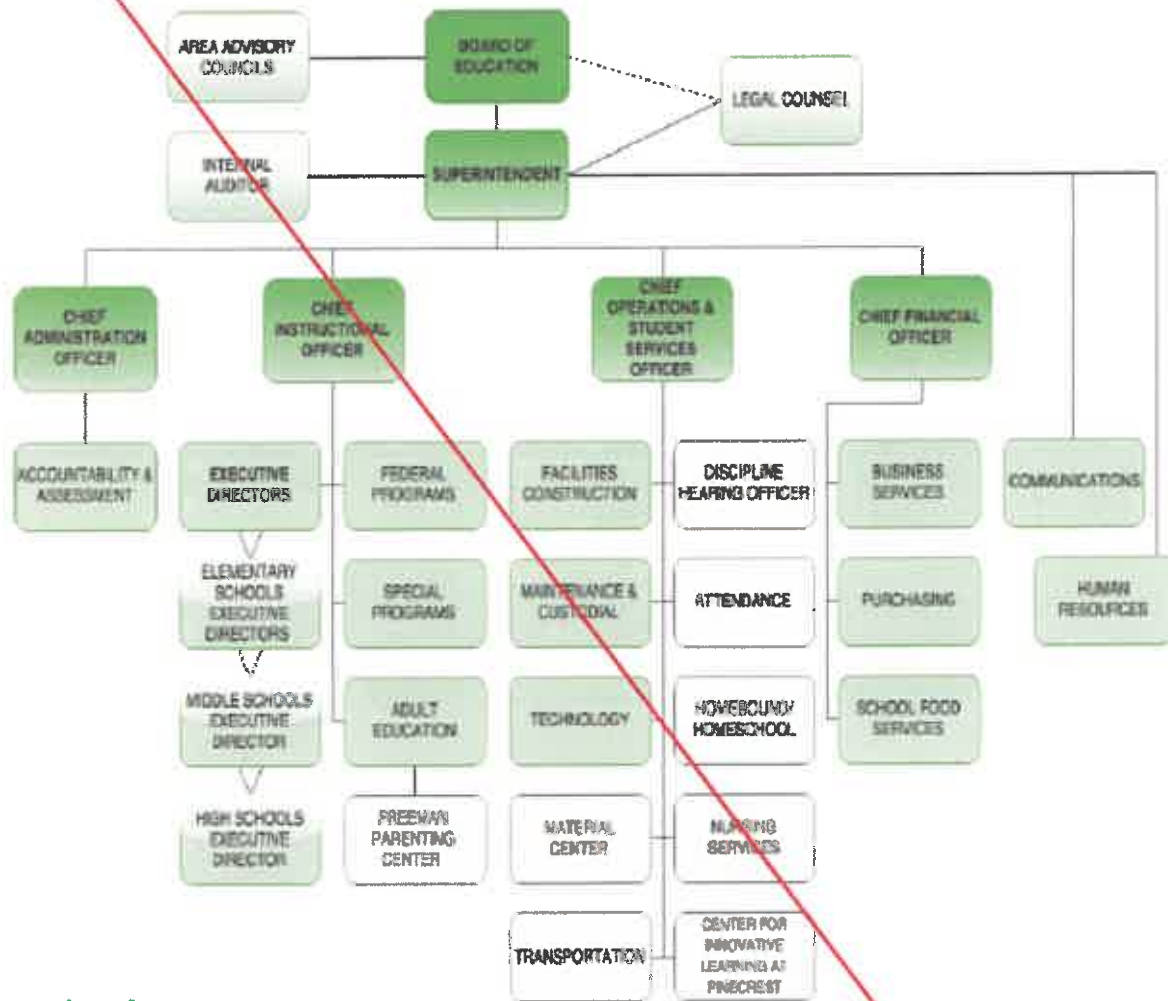 AREA ADVISORY
COUNCILS
BOARD OF
EDUCATION
LEGAL COUNSEL
INTERNAL
AUDITOR
SUPERINTENDENT
CHIEF
ADMINISTRATION
OFFICER
CHIEF
INSTRUCTIONAL
OFFICER
CHIEF
OPERATIONS &
STUDENT
SERVICES
OFFICER
CHIEF FINANCIAL
OFFICER
ACCOUNTABILITY &
ASSESSMENT
EXECUTIVE
DIRECTORS
FEDERAL
PROGRAMS
FACILITIES
CONSTRUCTION
DISCIPLINE
HEARING OFFICER
BUSINESS
SERVICES
COMMUNICATIONS
ELEMENTARY
SCHOOLS
EXECUTIVE
DIRECTORS
SPECIAL
PROGRAMS
MAINTENANCE &
CUSTODIAL
ATTENDANCE
PURCHASING
HUMAN
RESOURCES
MIDDLE SCHOOLS
EXECUTIVE
DIRECTOR
ADULT
EDUCATION
TECHNOLOGY
HOMEBOUND/
HOMESCHOOL
SCHOOL FOOD
SERVICES
HIGH SCHOOLS
EXECUTIVE
DIRECTOR
FREEMAN
PARENTING
CENTER
MATERIAL
CENTER
NURSING
SERVICES
TRANSPORTATION
CENTER FOR
INNOVATIVE
LEARNING AT
PINECREST